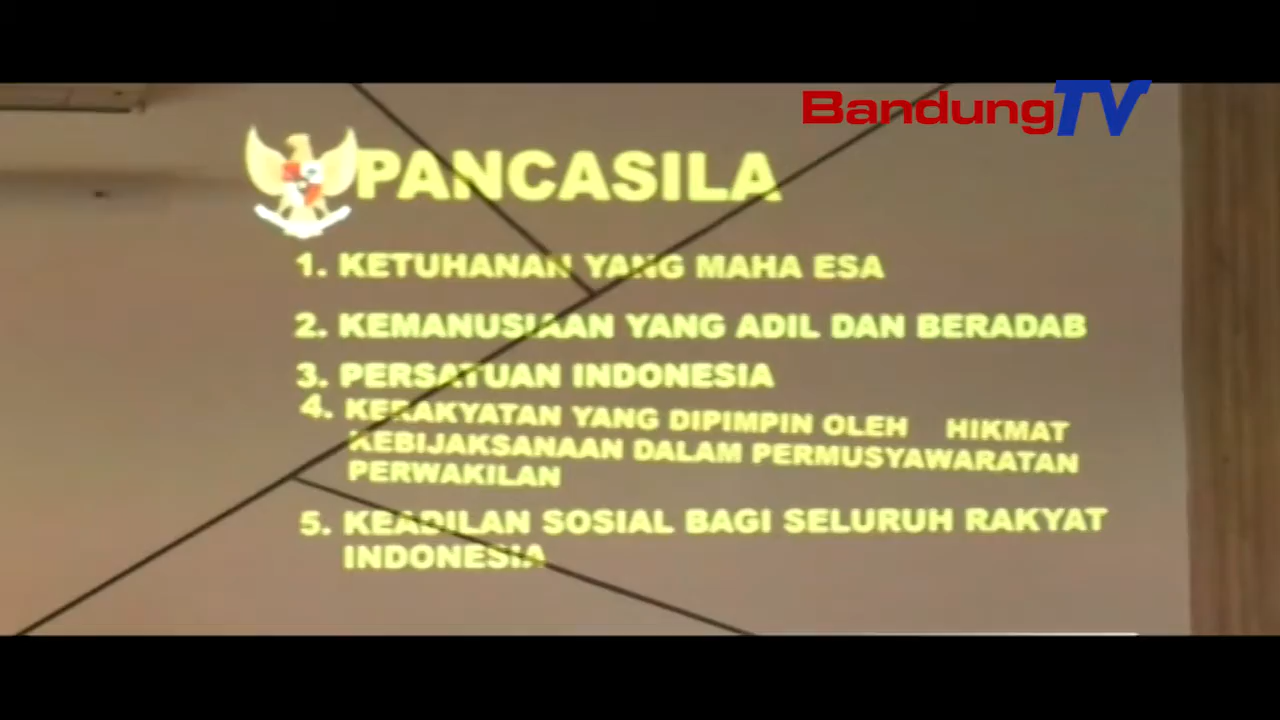 BandungTV
PANCASILA
1. KETUHANAN YANG MAHA ESA
2. KEMANUSIAAN YANG ADIL DAN BERADAB
3. PERSATUAN INDONESIA
4. KERAKYATAN YANG DIPIMPIN OLEH HIKMAT
KEBIJAKSANAAN DALAM PERMUSYAWARATAN
PERWAKILAN
5. KEADILAN SOSIAL BAGI SELURUH RAKYAT
INDONESIA